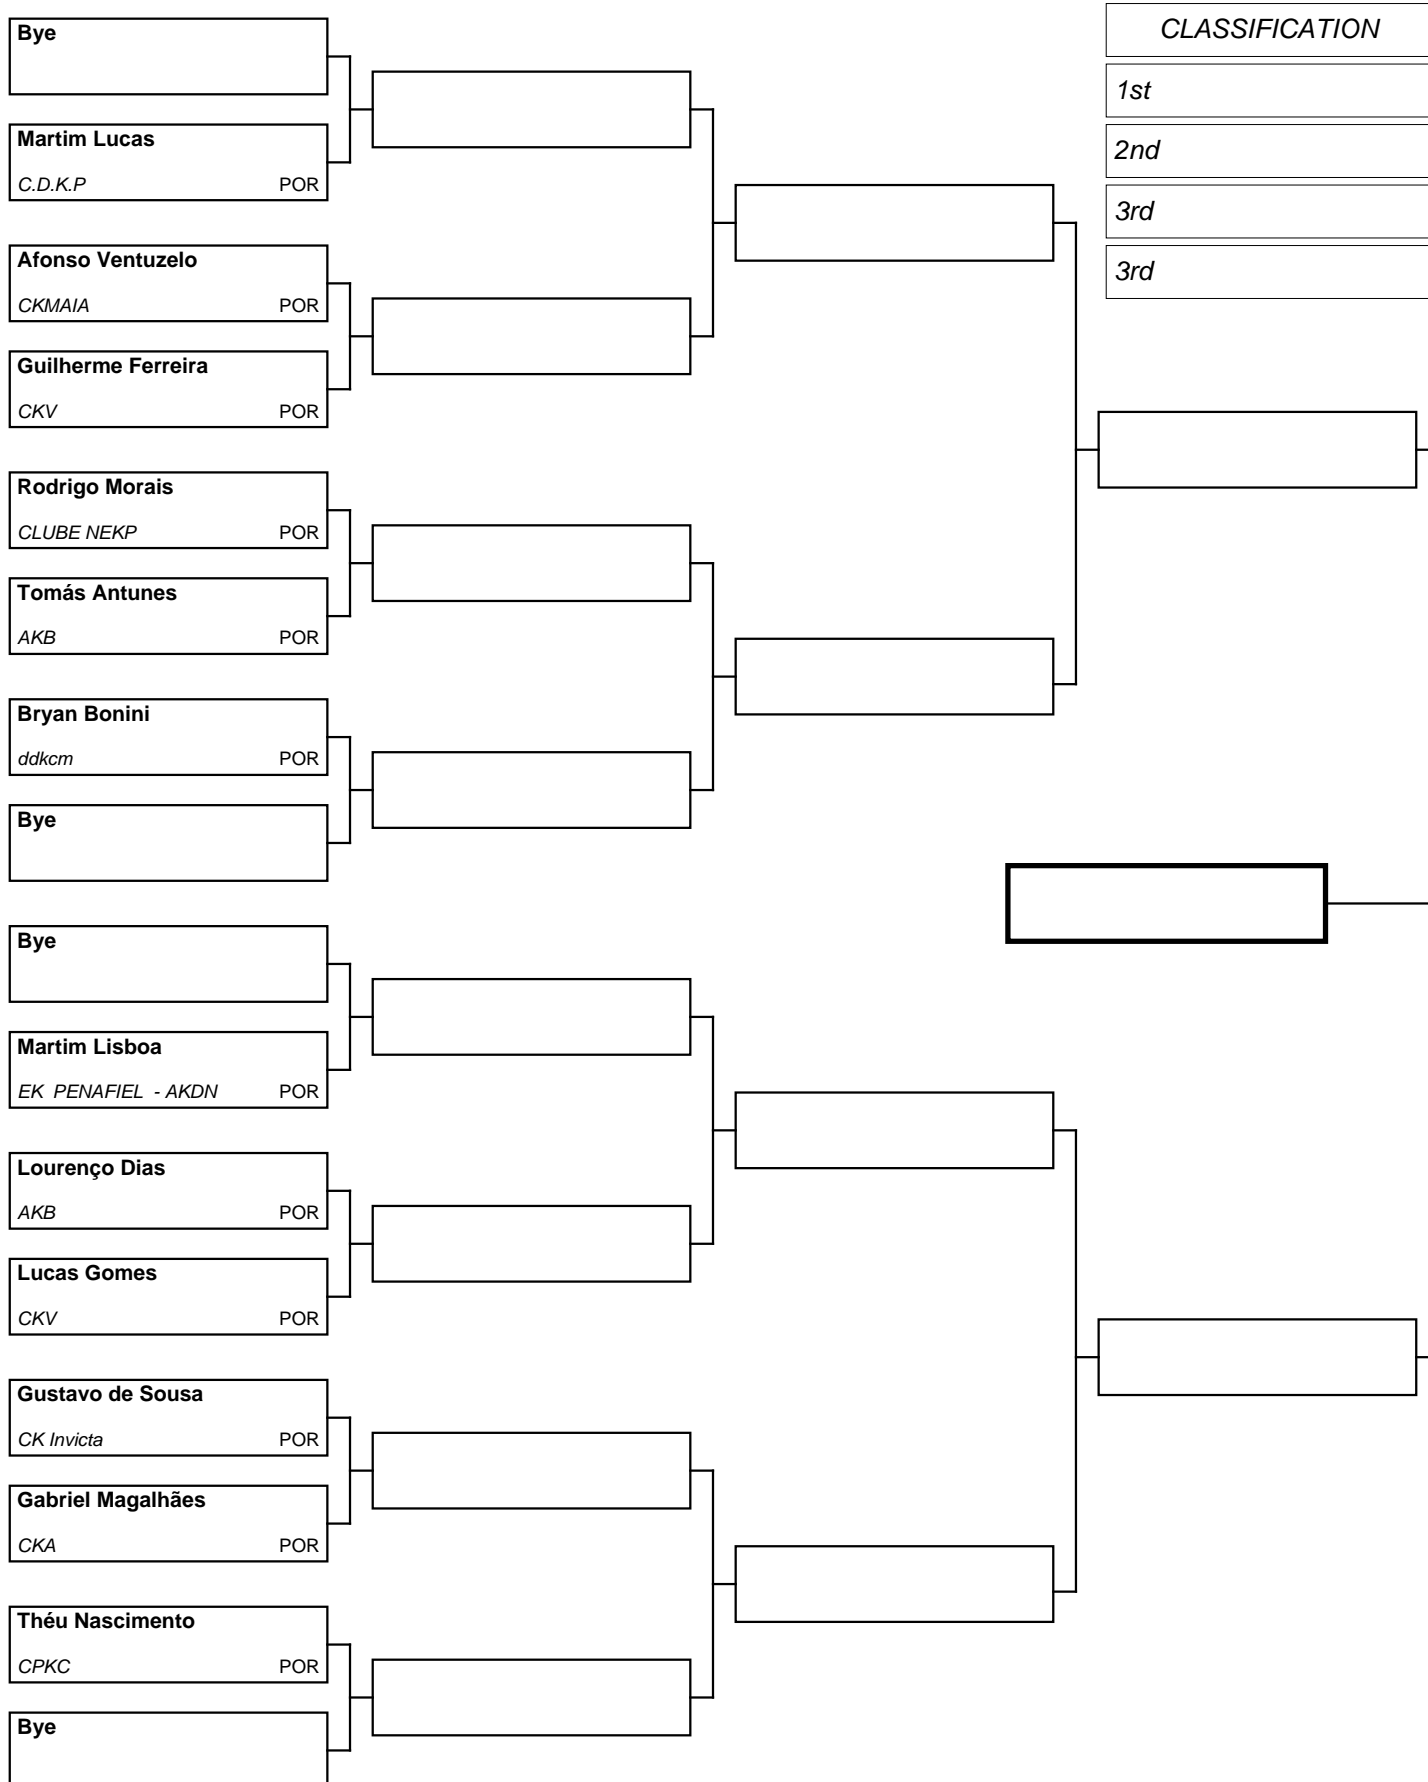 Bye
CLASSIFICATION
1st
2nd
3rd
3rd
Martim Lucas
C.D.K.P POR
Afonso Ventuzelo
CKMAIA POR
Guilherme Ferreira
CKV POR
Rodrigo Morais
CLUBE NEKP POR
Tomás Antunes
AKB POR
Bryan Bonini
ddkcm POR
Bye
Bye
Martim Lisboa
EK PENAFIEL - AKDN POR
Lourenço Dias
AKB POR
Lucas Gomes
CKV POR
Gustavo de Sousa
CK Invicta POR
Gabriel Magalhães
CKA POR
Théu Nascimento
CPKC POR
Bye